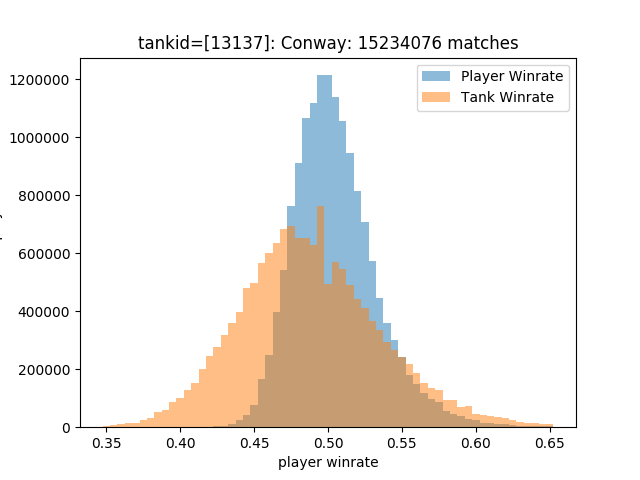 tankid=[13137]: Conway: 15234076 matches
Player Winrate
Tank Winrate
1200000
1000000
800000
600000
400000
200000
0
0.35 0.40 0.45 0.50 0.55 0.60 0.65
player winrate